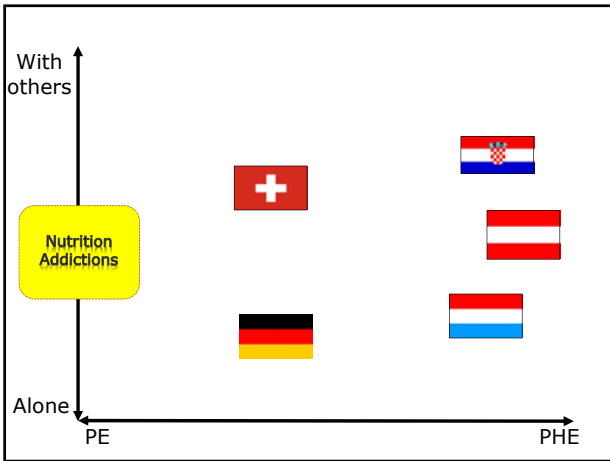 With
others
Nutrition
Addictions
Alone
PE
PHE